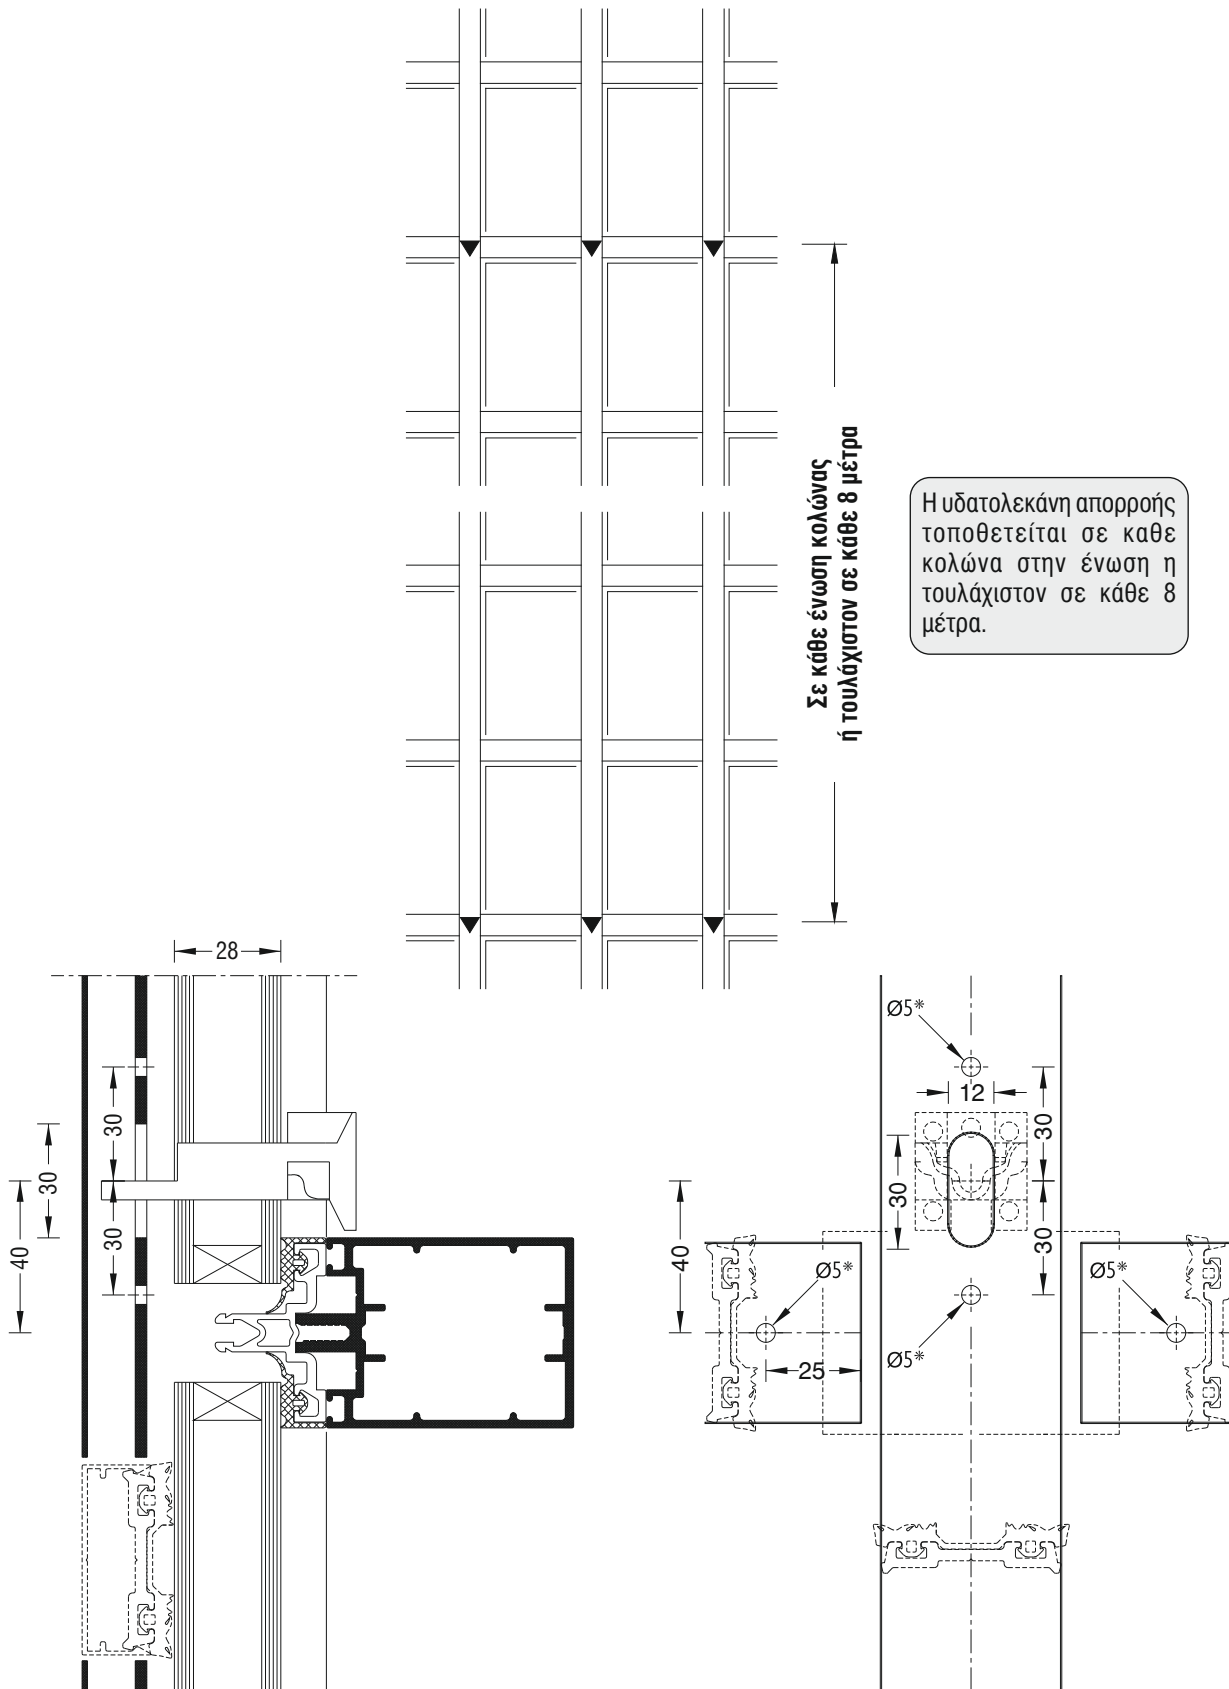 Σε κάθε ένωση κολώνας
ή τουλάχιστον σε κάθε 8 μέτρα
Η υδατολεκάνη απορροής
τοποθετείται σε καθε
κολώνα στην ένωση η
τουλάχιστον σε κάθε 8
μέτρα.
28
30
30
30
40
Ø5*
12
30
30
30
40
Ø5*
Ø5*
Ø5*
25